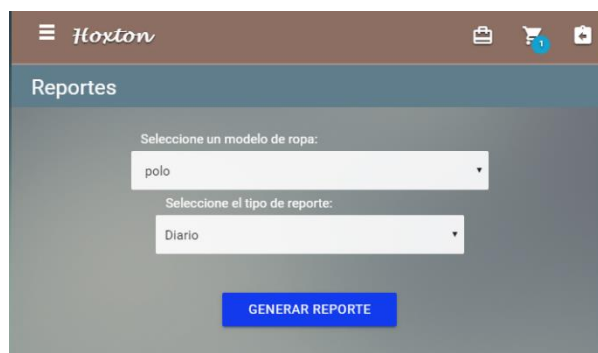 Hoxton
1
Reportes
Seleccione un modelo de ropa:
polo
Seleccione el tipo de reporte:
Diario
GENERAR REPORTE